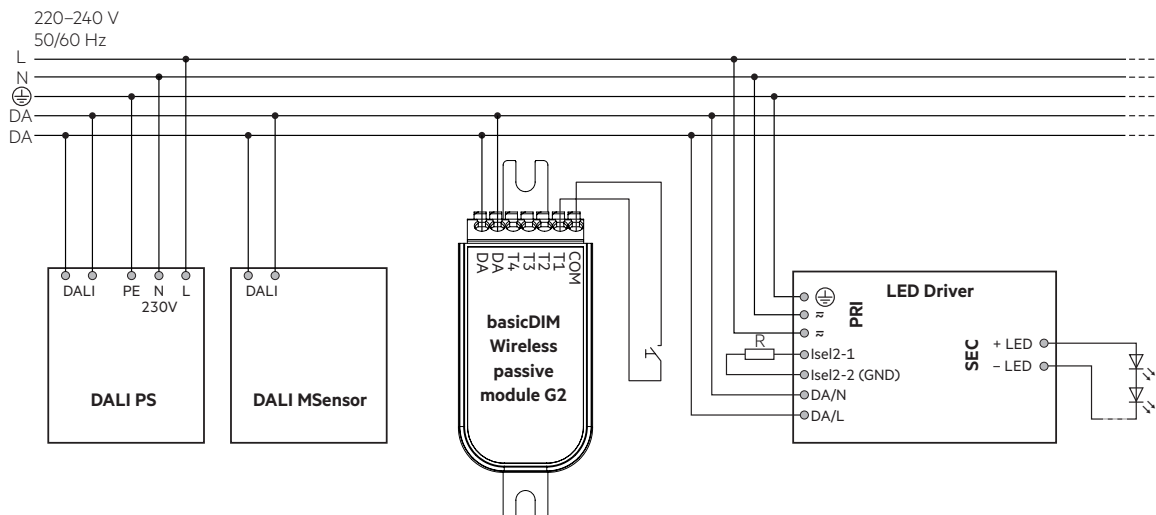 220–240 V
50/60 Hz
L
N
DA
DA
DALI PE N L
230V
DALI PS
DALI
DALI MSensor
DA
DA
T4
T3
T2
T1
COM
basicDIM
Wireless
passive
module G2
LED Driver
PRI
R
Isel2-1
Isel2-2 (GND)
DA/N
DA/L
SEC
+ LED
– LED